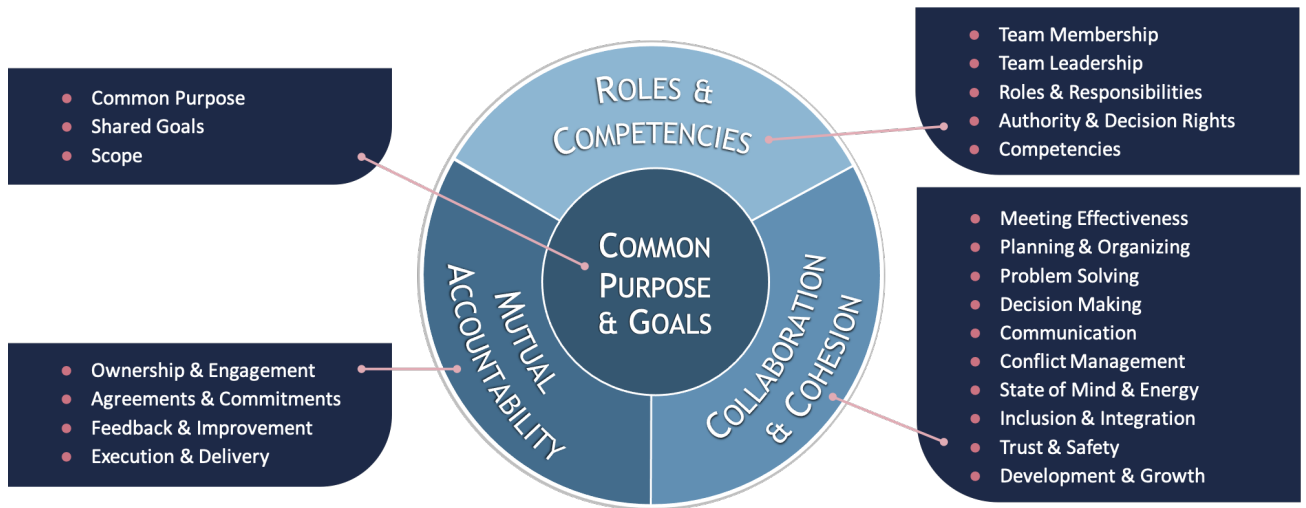 Common Purpose
Shared Goals
Scope
ROLES &
COMPETENCIES
Team Membership
Team Leadership
Roles & Responsibilities
Authority & Decision Rights
Competencies
COMMON
PURPOSE
& GOALS
MUTUAL
ACCOUNTABILITY
COLLABORATION
& COHESION
Ownership & Engagement
Agreements & Commitments
Feedback & Improvement
Execution & Delivery
Meeting Effectiveness
Planning & Organizing
Problem Solving
Decision Making
Communication
Conflict Management
State of Mind & Energy
Inclusion & Integration
Trust & Safety
Development & Growth